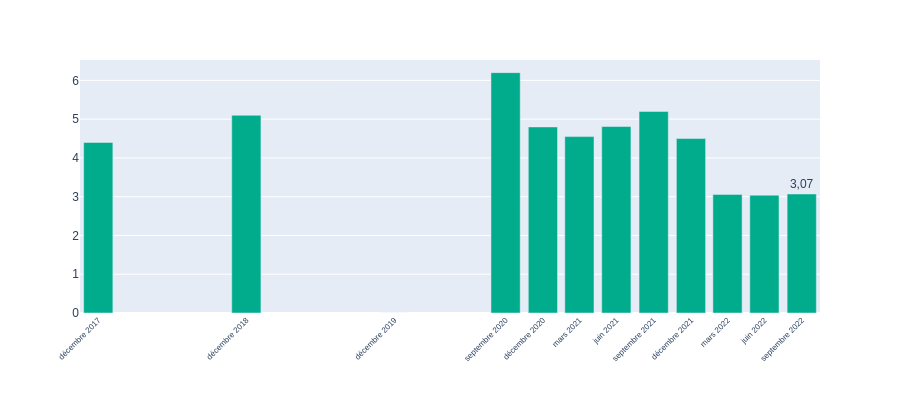 6
5
4
3
2
1
0
3,07
décembre 2017
décembre 2018
décembre 2019
septembre 2020
décembre 2020
mars 2021
juin 2021
septembre 2021
décembre 2021
mars 2022
juin 2022
septembre 2022